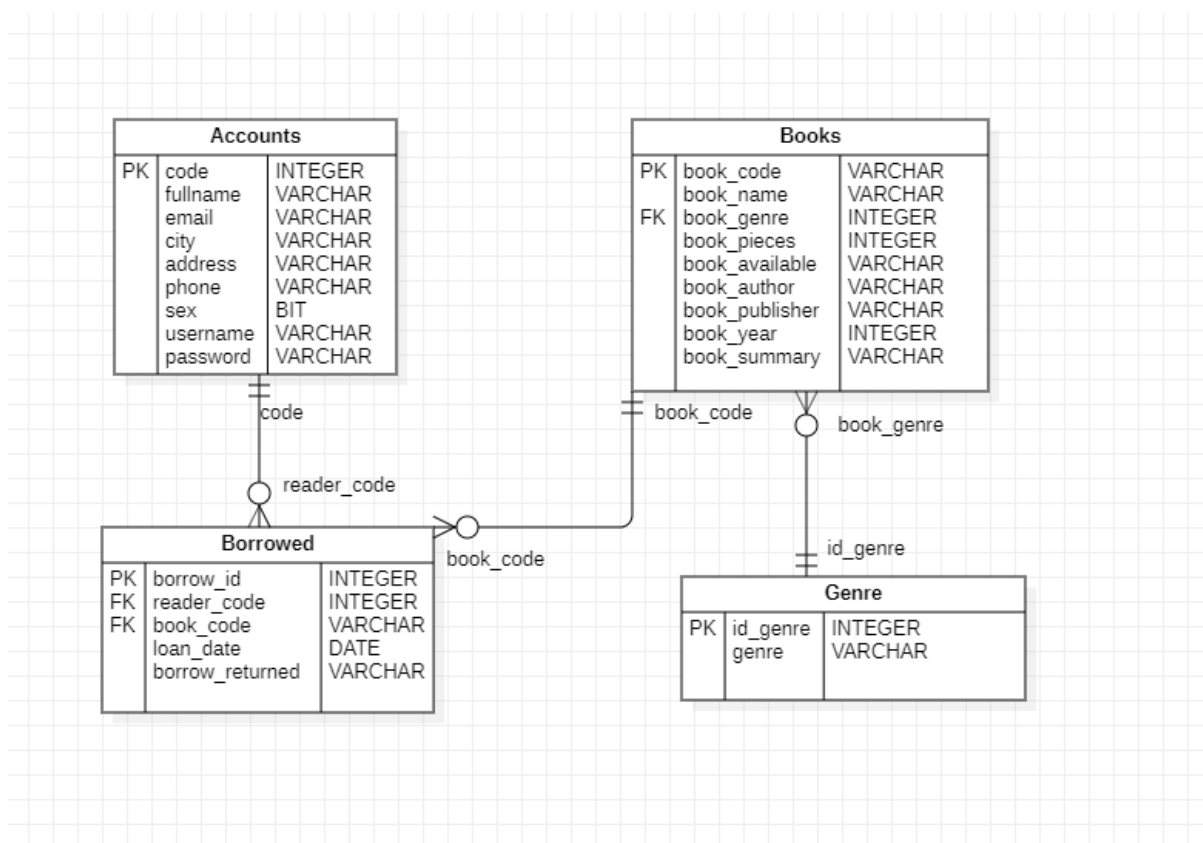 Accounts
PK code INTEGER
fullname VARCHAR
email VARCHAR
city VARCHAR
address VARCHAR
phone VARCHAR
sex BIT
username VARCHAR
password VARCHAR
Books
PK book_code VARCHAR
book_name VARCHAR
FK book_genre INTEGER
book_pieces INTEGER
book_available VARCHAR
book_author VARCHAR
book_publisher VARCHAR
book_year INTEGER
book_summary VARCHAR
code
book_code
book_genre
reader_code
book_code
id_genre
Borrowed
PK borrow_id INTEGER
FK reader_code INTEGER
FK book_code VARCHAR
loan_date DATE
borrow_returned VARCHAR
Genre
PK id_genre INTEGER
genre VARCHAR